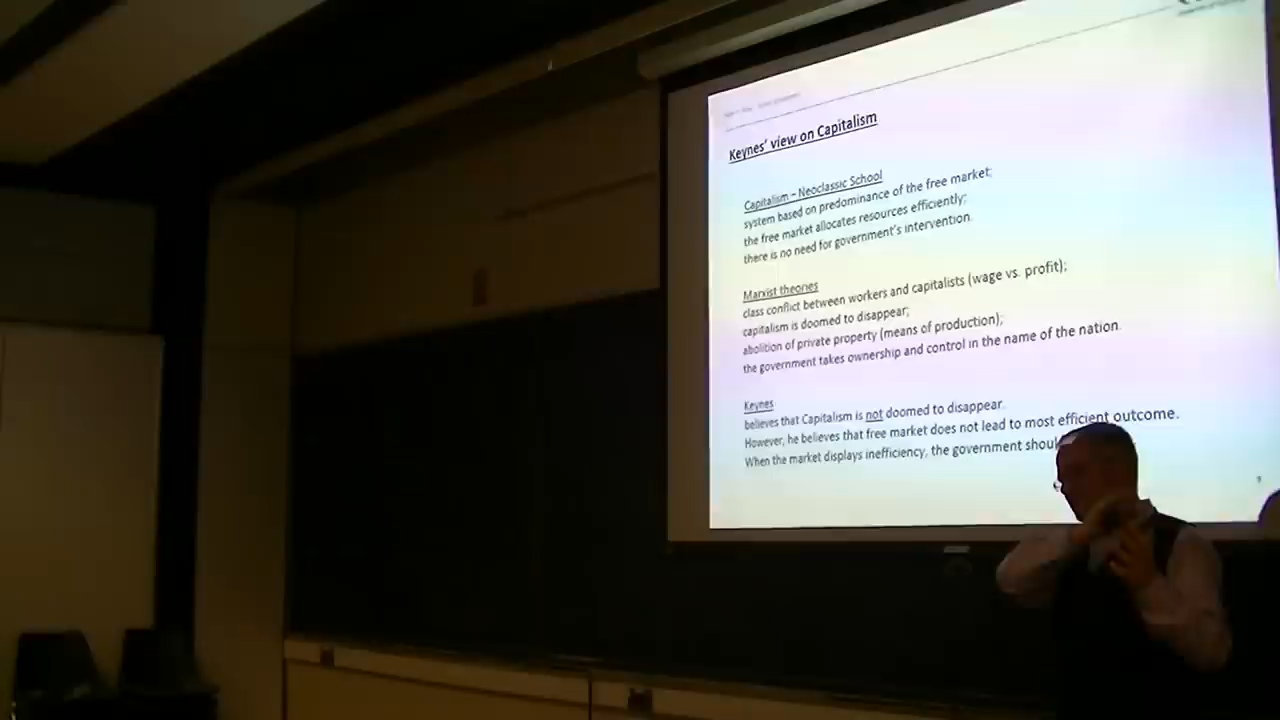 Keynes' view on Capitalism
Capitalism – Neoclassic School
system based on predominance of the free market;
the free market allocates resources efficiently;
there is no need for government's intervention.
Marxist theories
class conflict between workers and capitalists (wage vs. profit);
capitalism is doomed to disappear;
abolition of private property (means of production);
the government takes ownership and control in the name of the nation.
Keynes
believes that Capitalism is not doomed to disappear.
However, he believes that free market does not lead to most efficient outcome.
When the market displays inefficiency, the government